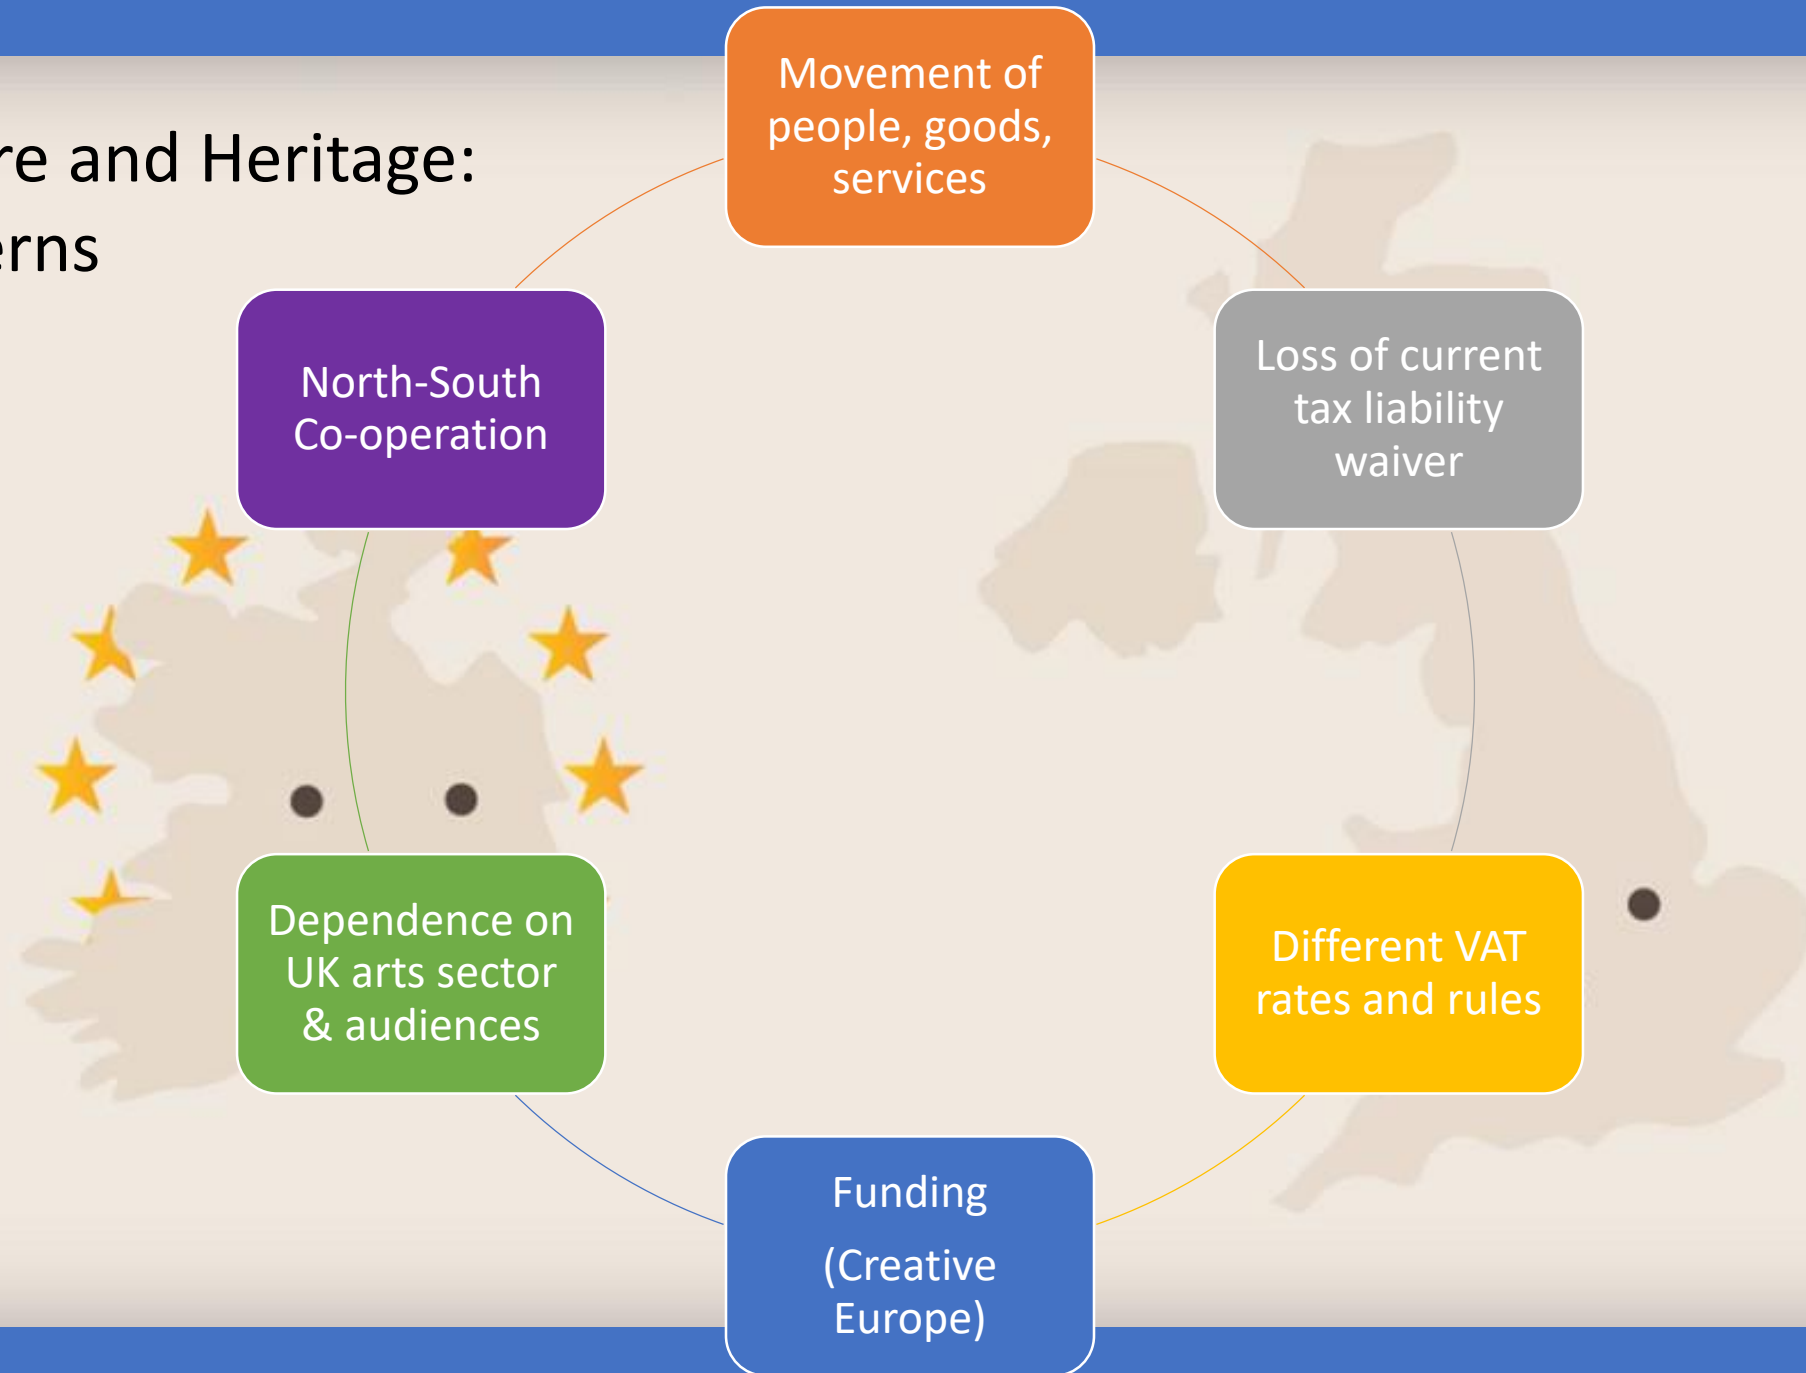 re and Heritage:
erns
Movement of
people, goods,
services
Loss of current
tax liability
waiver
Different VAT
rates and rules
Funding
(Creative
Europe)
Dependence on
UK arts sector
& audiences
North-South
Co-operation